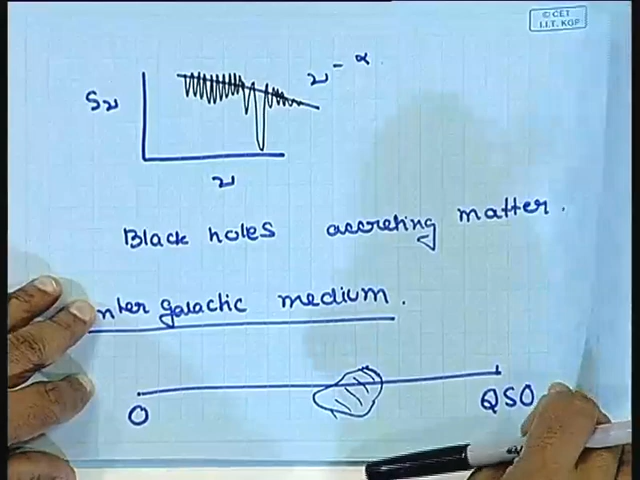 © CET
I.I.T. KGP
ν^-α
Sν
ν
Black holes accreting matter.
nter galactic medium.
O QSO